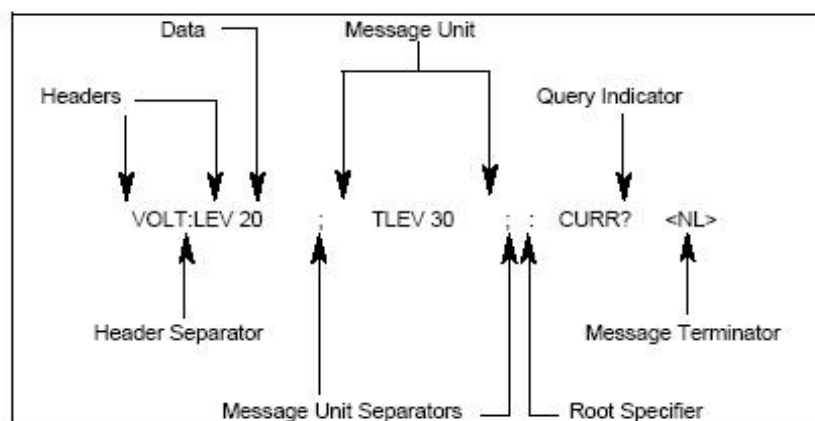 Data Message Unit
Headers Query Indicator
VOLT:LEV 20 ; TLEV 30 ; : CURR? <NL>
Header Separator Message Terminator
Message Unit Separators Root Specifier